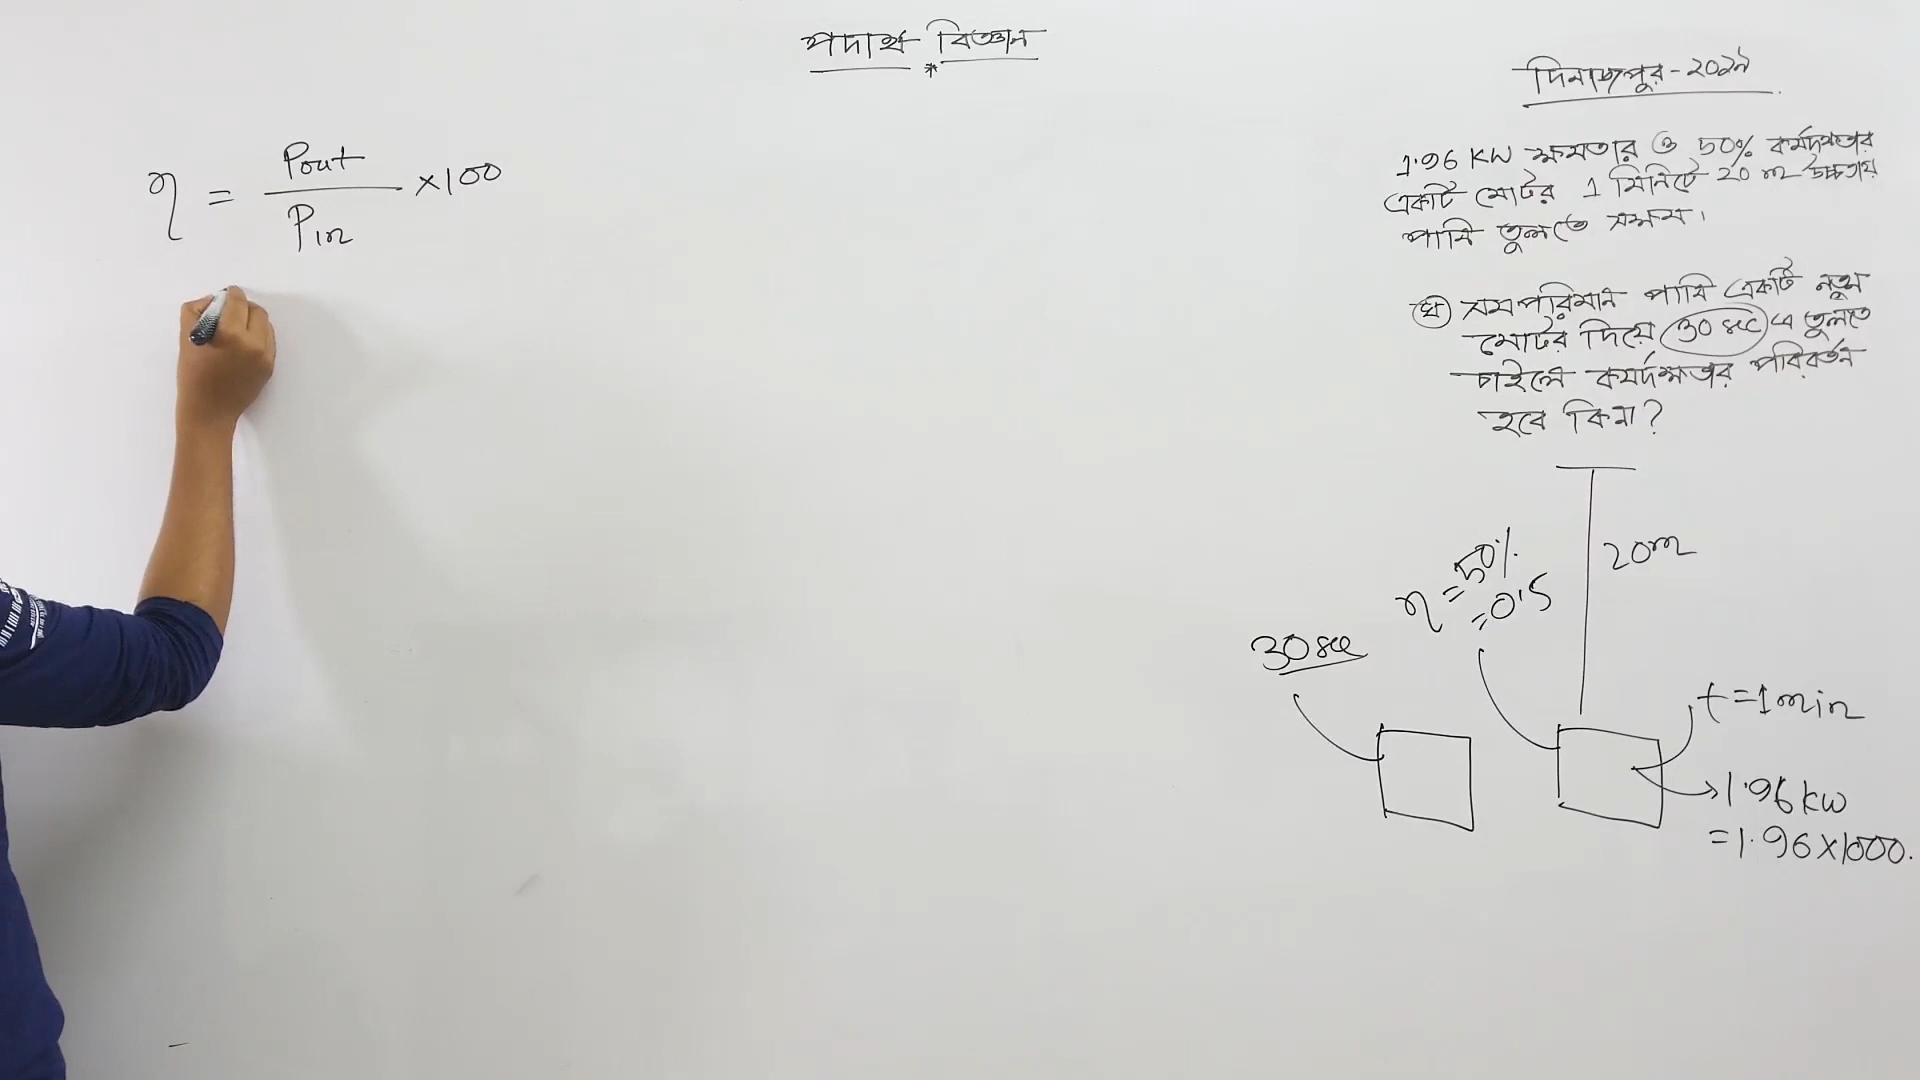 পদার্থ বিজ্ঞান
*
η = Pout / Pin ×100
দিনাজপুর-২০১৯
1.96 KW ক্ষমতার ও 50% কর্মদক্ষতার
একটি মোটর 1 মিনিটে 20 m উচ্চতায়
পানি তুলতে সক্ষম।
ঘ সমপরিমান পানি একটি নতুন
মোটর দিয়ে 30 sec এ তুলতে
চাইলে কর্মদক্ষতার পরিবর্তন
হবে কিনা?
20m
η = 50%
= 0.5
30 sec
t = 1 min
1.96 kw
= 1.96 X 1000.